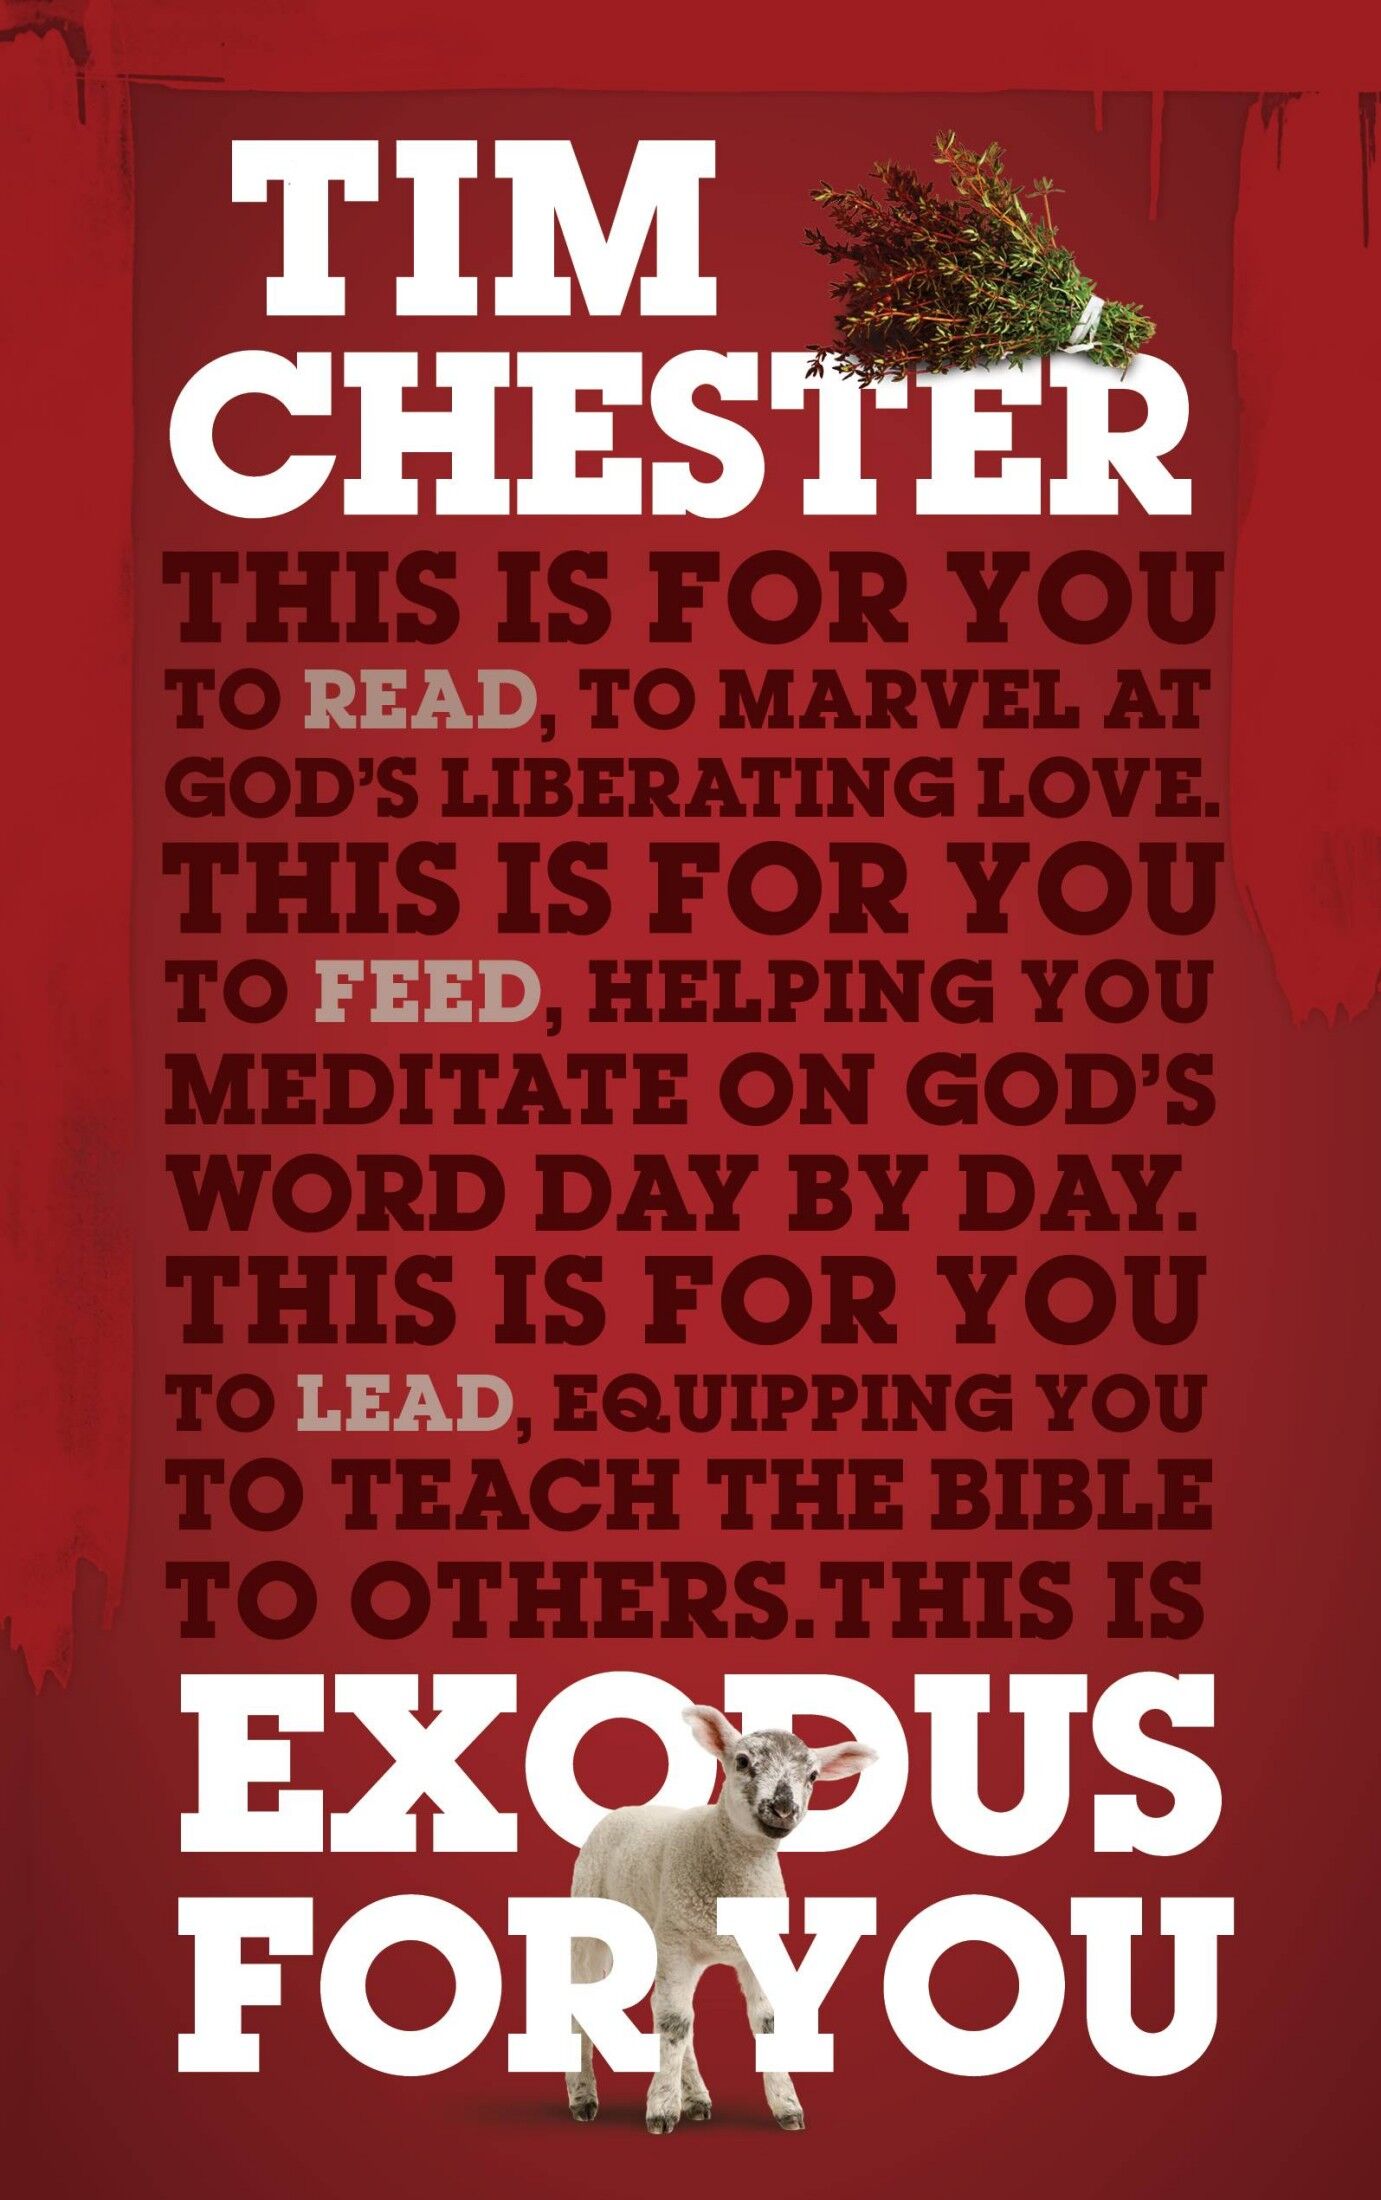 TIM
CHESTER
THIS IS FOR YOU
TO READ, TO MARVEL AT
GOD'S LIBERATING LOVE.
THIS IS FOR YOU
TO FEED, HELPING YOU
MEDITATE ON GOD'S
WORD DAY BY DAY.
THIS IS FOR YOU
TO LEAD, EQUIPPING YOU
TO TEACH THE BIBLE
TO OTHERS. THIS IS
EXODUS
FOR YOU